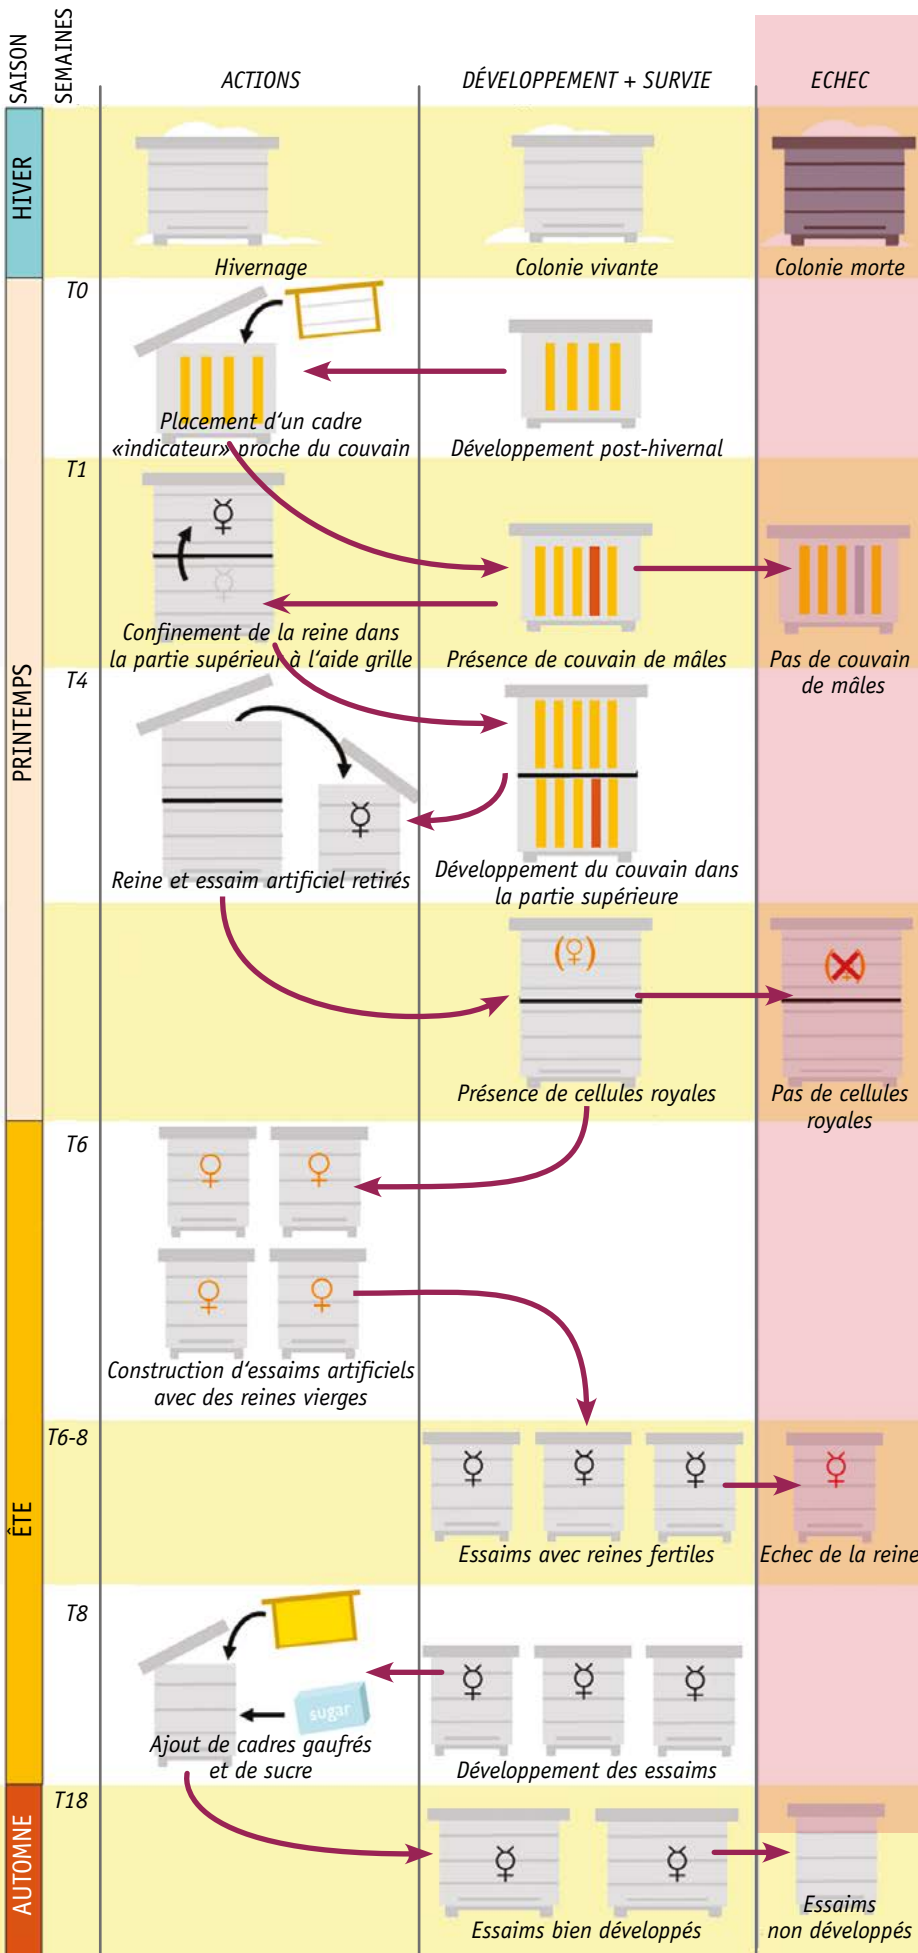 SAISON
SEMAINES
ACTIONS
DÉVELOPPEMENT + SURVIE
ECHEC
HIVER
Hivernage
Colonie vivante
Colonie morte
PRINTEMPS
T0
Placement d'un cadre
«indicateur» proche du couvain
Développement post-hivernal
T1
Confinement de la reine dans
la partie supérieur à l'aide grille
Présence de couvain de mâles
Pas de couvain
de mâles
T4
Reine et essaim artificiel retirés
Développement du couvain dans
la partie supérieure
Présence de cellules royales
Pas de cellules
royales
ÊTE
T6
Construction d'essaims artificiels
avec des reines vierges
T6-8
Essaims avec reines fertiles
Echec de la reine
T8
sugar
Ajout de cadres gaufrés
et de sucre
Développement des essaims
AUTOMNE
T18
Essaims bien développés
Essaims
non développés